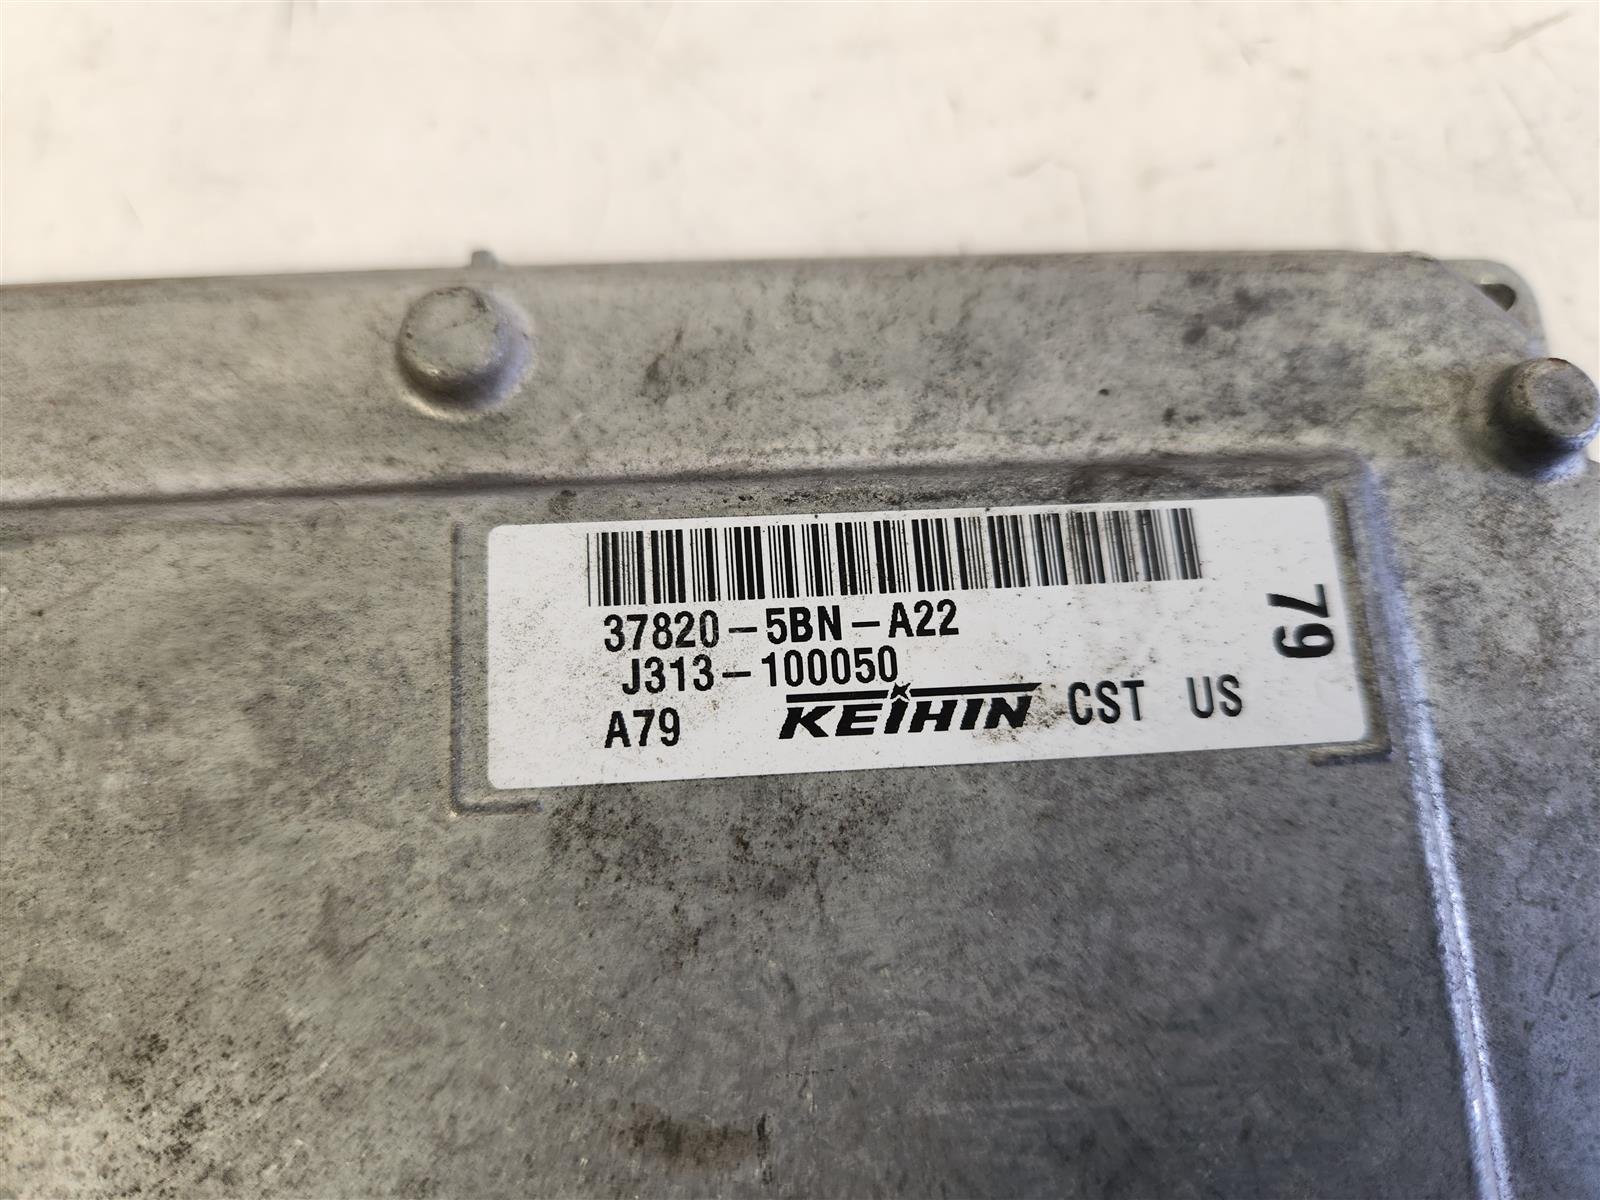 37820-5BN-A22
J313-100050
A79 KEIHIN CST US
79